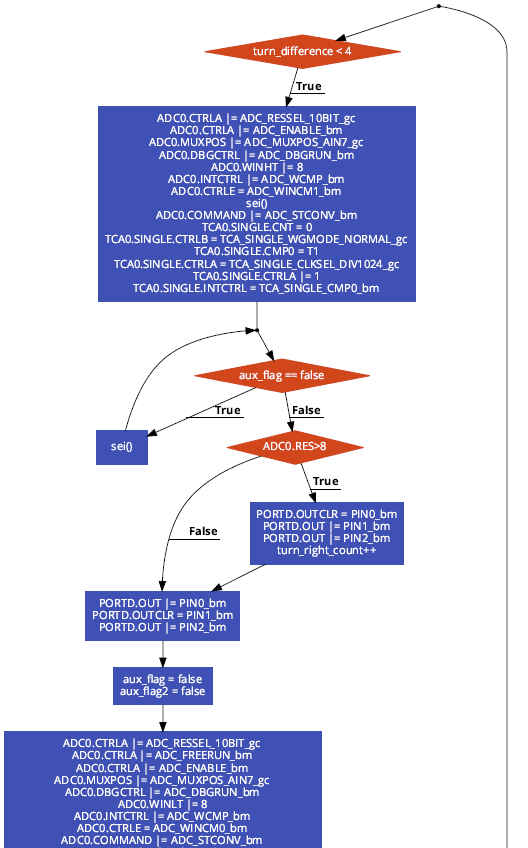 turn_difference < 4
True
ADC0.CTRLA |= ADC_RESSEL_10BIT_gc
ADC0.CTRLA |= ADC_ENABLE_bm
ADC0.MUXPOS |= ADC_MUXPOS_AIN7_gc
ADC0.DBGCTRL |= ADC_DBGRUN_bm
ADC0.WINHT |= 8
ADC0.INTCTRL |= ADC_WCMP_bm
ADC0.CTRLE = ADC_WINCM1_bm
sei()
ADC0.COMMAND |= ADC_STCONV_bm
TCA0.SINGLE.CNT = 0
TCA0.SINGLE.CTRLB = TCA_SINGLE_WGMODE_NORMAL_gc
TCA0.SINGLE.CMP0 = T1
TCA0.SINGLE.CTRLA = TCA_SINGLE_CLKSEL_DIV1024_gc
TCA0.SINGLE.CTRLA |= 1
TCA0.SINGLE.INTCTRL = TCA_SINGLE_CMP0_bm
aux_flag == false
True
False
sei()
ADC0.RES>8
True
PORTD.OUTCLR = PIN0_bm
PORTD.OUT |= PIN1_bm
PORTD.OUT |= PIN2_bm
turn_right_count++
False
PORTD.OUT |= PIN0_bm
PORTD.OUTCLR = PIN1_bm
PORTD.OUT |= PIN2_bm
aux_flag = false
aux_flag2 = false
ADC0.CTRLA |= ADC_RESSEL_10BIT_gc
ADC0.CTRLA |= ADC_FREERUN_bm
ADC0.CTRLA |= ADC_ENABLE_bm
ADC0.MUXPOS |= ADC_MUXPOS_AIN7_gc
ADC0.DBGCTRL |= ADC_DBGRUN_bm
ADC0.WINLT |= 8
ADC0.INTCTRL |= ADC_WCMP_bm
ADC0.CTRLE = ADC_WINCM0_bm
ADC0.COMMAND |= ADC_STCONV_bm